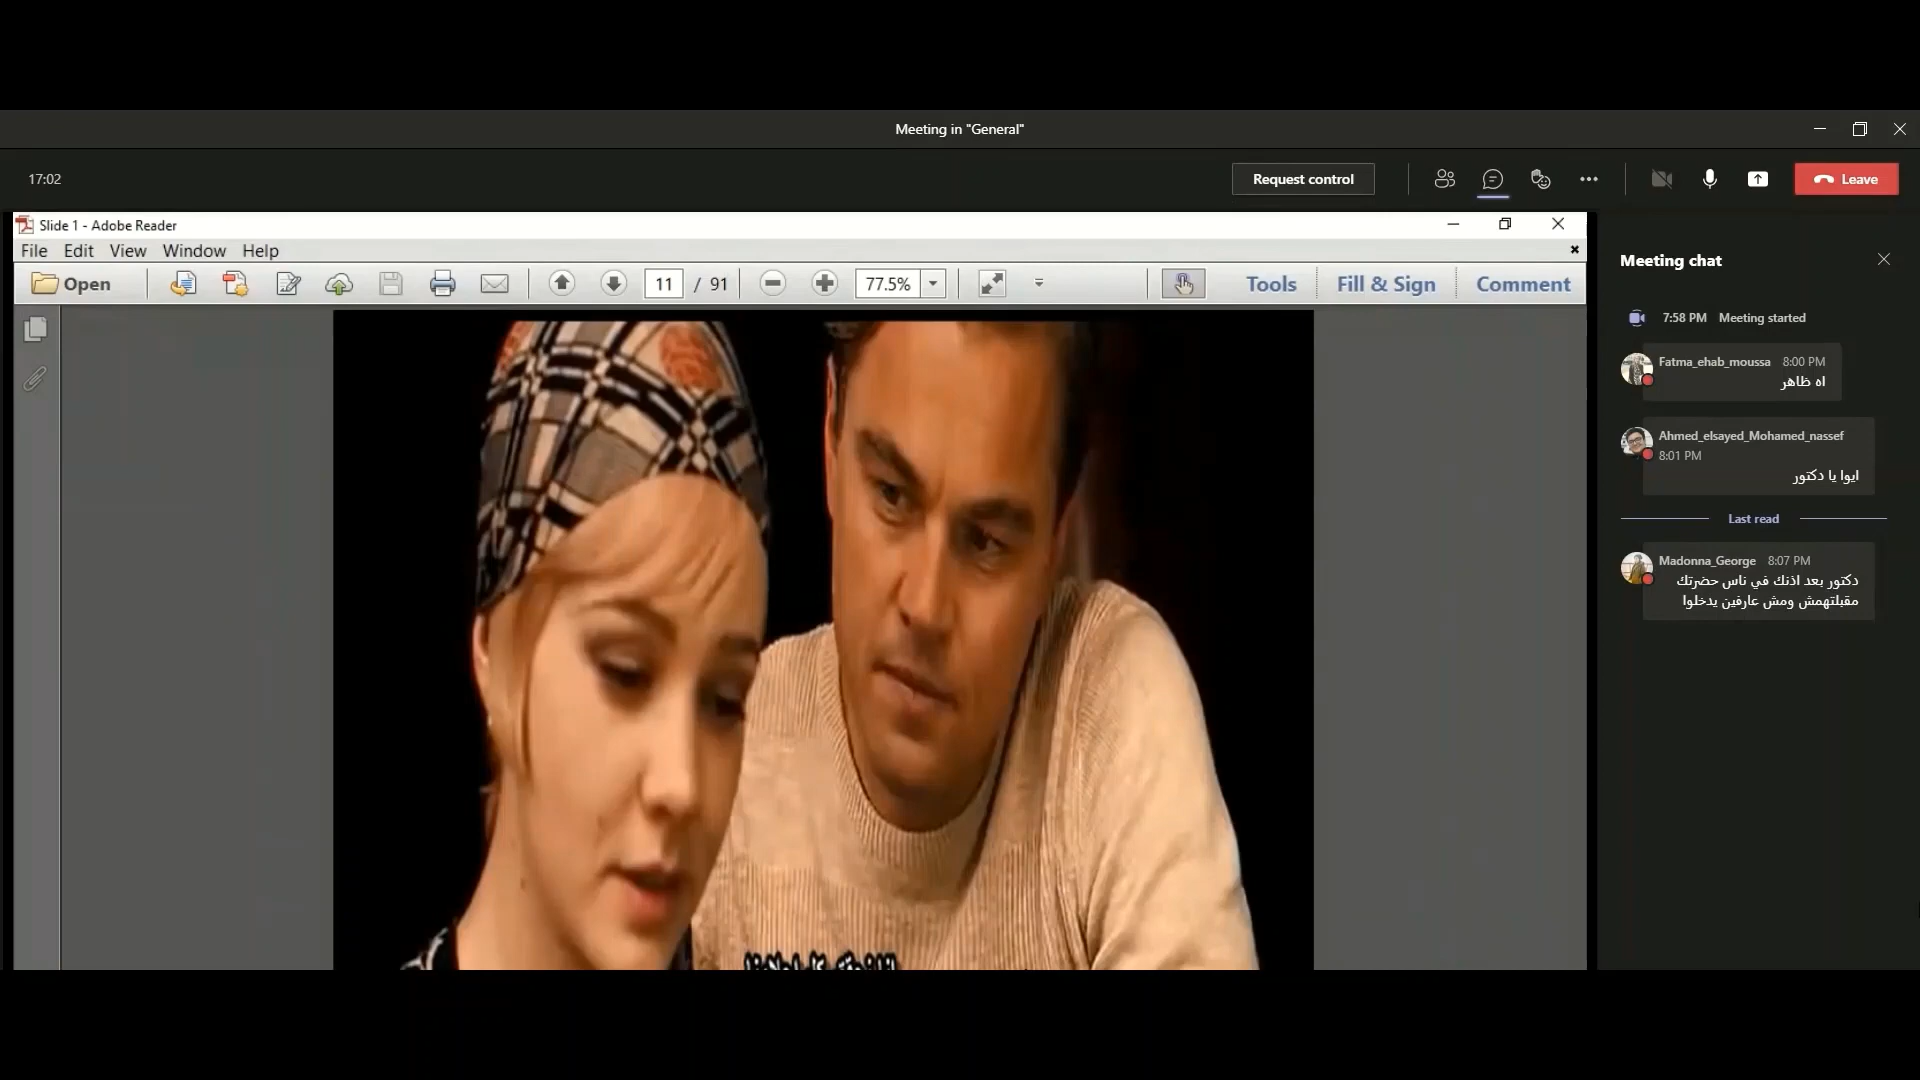 Meeting in "General"
17:02
Request control
Leave
Slide 1 - Adobe Reader
File Edit View Window Help
Open
11 / 91
77.5%
Tools
Fill & Sign
Comment
Meeting chat
7:58 PM Meeting started
Fatma_ehab_moussa 8:00 PM
اه ظاهر
Ahmed_elsayed_Mohamed_nassef
8:01 PM
ايوا يا دكتور
Last read
Madonna_George 8:07 PM
دكتور بعد اذنك في ناس حضرتك
مقبلتهمش ومش عارفين يدخلوا